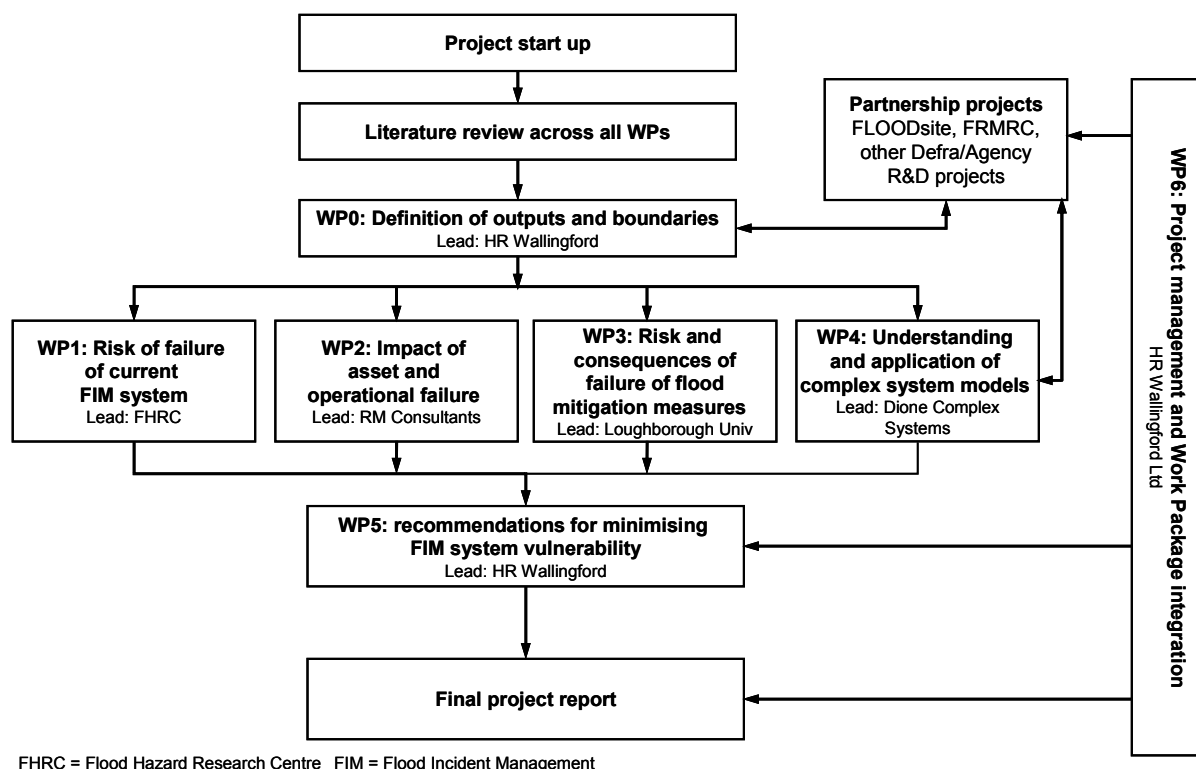 Project start up
Literature review across all WPs
Partnership projects
FLOODsite, FRMRC,
other Defra/Agency
R&D projects
WP0: Definition of outputs and boundaries
Lead: HR Wallingford
WP1: Risk of failure
of current
FIM system
Lead: FHRC
WP2: Impact of
asset and
operational failure
Lead: RM Consultants
WP3: Risk and
consequences of
failure of flood
mitigation measures
Lead: Loughborough Univ
WP4: Understanding
and application of
complex system models
Lead: Dione Complex
Systems
WP5: recommendations for minimising
FIM system vulnerability
Lead: HR Wallingford
Final project report
WP6: Project management and Work Package integration
HR Wallingford Ltd
FHRC = Flood Hazard Research Centre FIM = Flood Incident Management